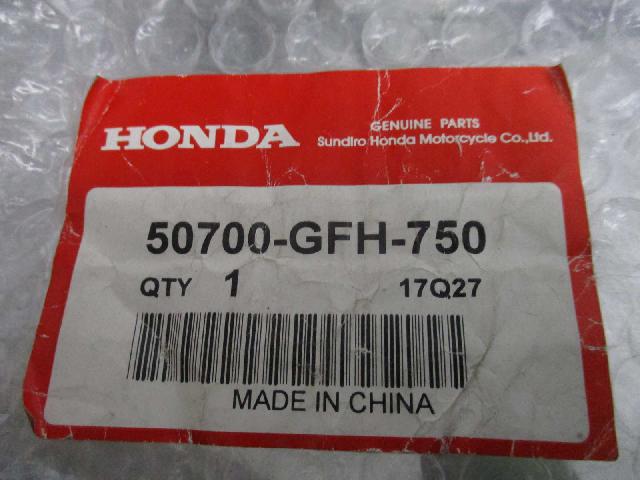 HONDA
GENUINE PARTS
Sundiro Honda Motorcycle Co.,Ltd.
50700-GFH-750
QTY 1 17Q27
MADE IN CHINA